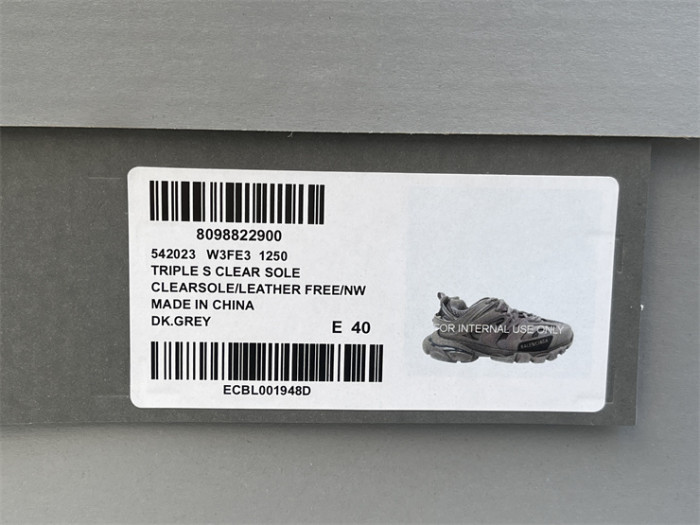 8098822900
542023 W3FE3 1250
TRIPLE S CLEAR SOLE
CLEARSOLE/LEATHER FREE/NW
MADE IN CHINA
DK.GREY
E 40
ECBL001948D
FOR INTERNAL USE ONLY